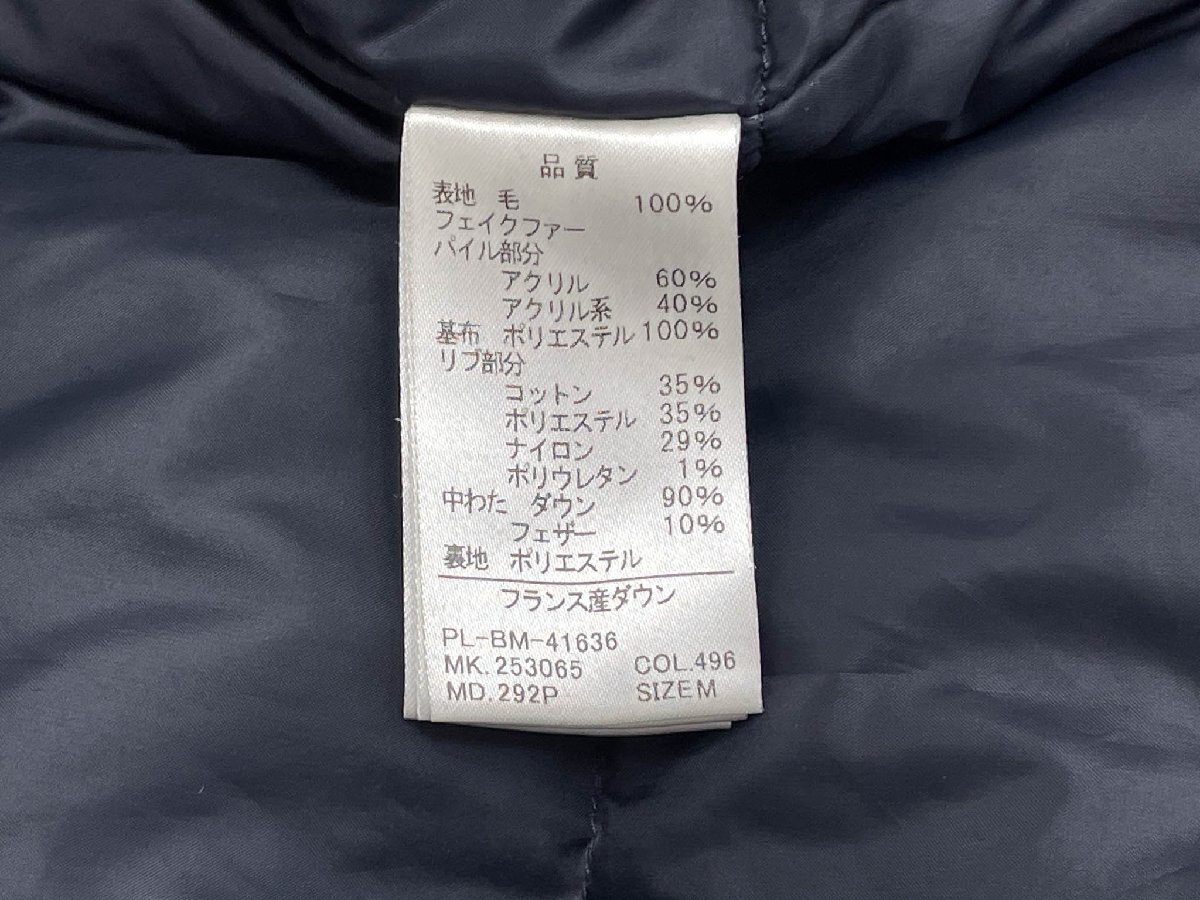 品質
表地 毛 100%
フェイクファー
パイル部分
アクリル 60%
アクリル系 40%
基布 ポリエステル 100%
リブ部分
コットン 35%
ポリエステル 35%
ナイロン 29%
ポリウレタン 1%
中わた ダウン 90%
フェザー 10%
裏地 ポリエステル
フランス産ダウン
PL-BM-41636
MK.253065 COL.496
MD.292P SIZE M